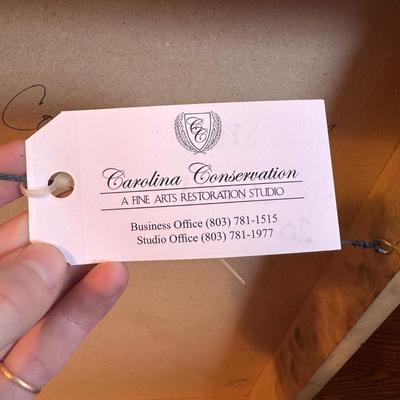 CC
Carolina Conservation
A FINE ARTS RESTORATION STUDIO
Business Office (803) 781-1515
Studio Office (803) 781-1977